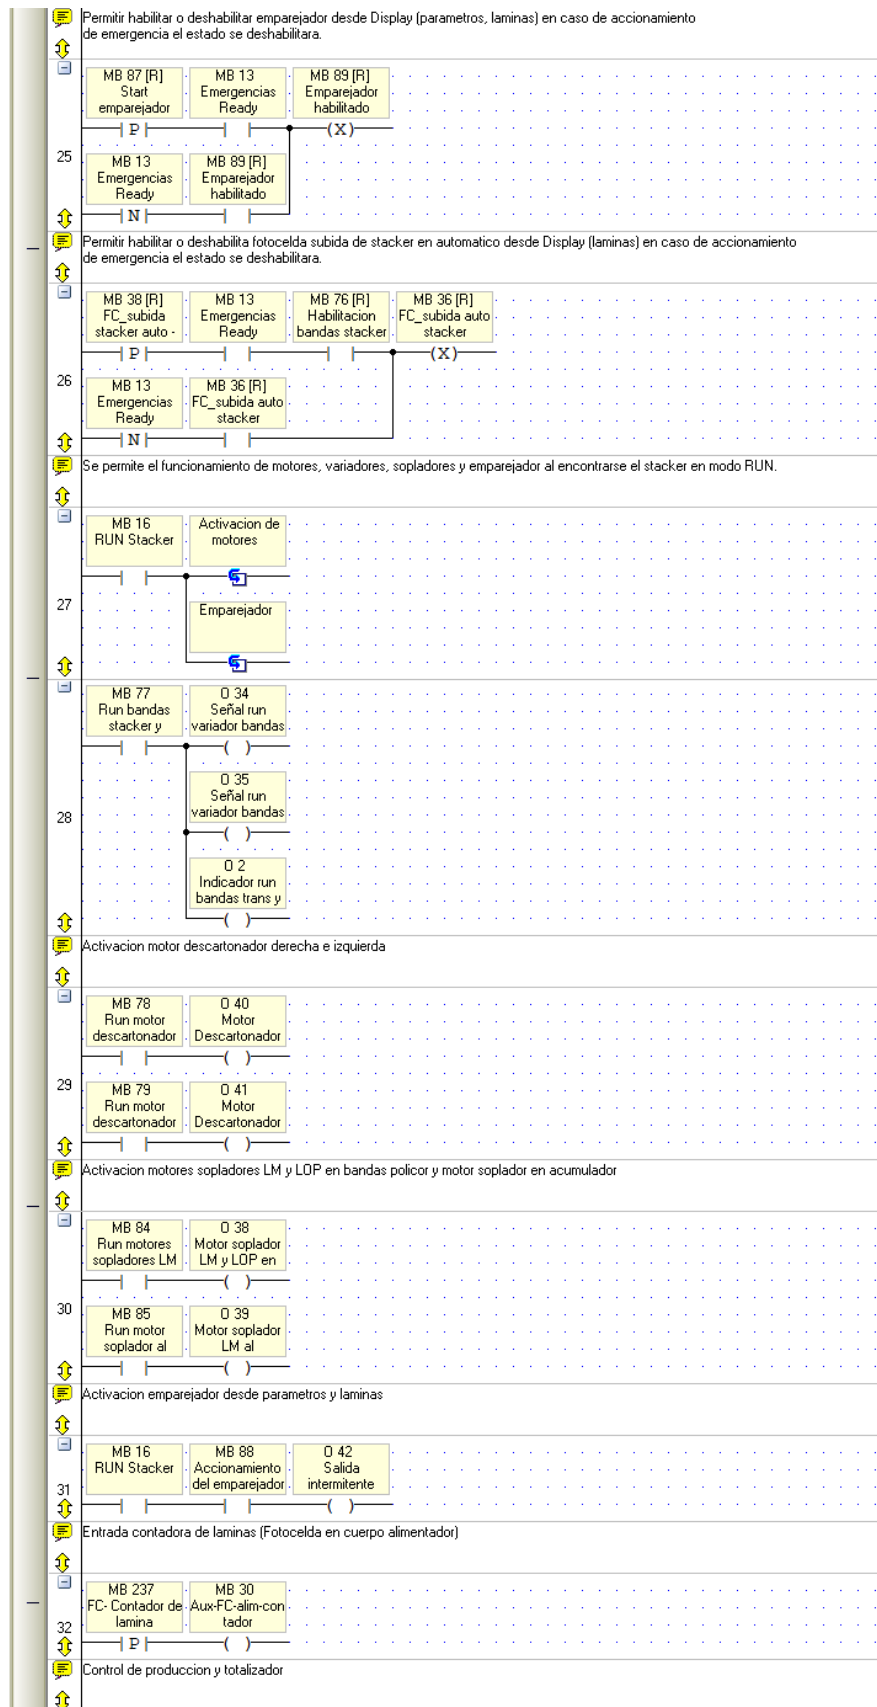 Permitir habilitar o deshabilitar emparejador desde Display (parametros, laminas) en caso de accionamiento
de emergencia el estado se deshabilitara.
MB 87 [R] MB 13 MB 89 [R]
Start Emergencias Emparejador
emparejador Ready habilitado
P (X)
25
MB 13 MB 89 [R]
Emergencias Emparejador
Ready habilitado
N
Permitir habilitar o deshabilita fotocelda subida de stacker en automatico desde Display (laminas) en caso de accionamiento
de emergencia el estado se deshabilitara.
MB 38 [R] MB 13 MB 76 [R] MB 36 [R]
FC_subida Emergencias Habilitacion FC_subida auto
stacker auto - Ready bandas stacker stacker
P (X)
26
MB 13 MB 36 [R]
Emergencias FC_subida auto
Ready stacker
N
Se permite el funcionamiento de motores, variadores, sopladores y emparejador al encontrarse el stacker en modo RUN.
MB 16 Activacion de
RUN Stacker motores
27
Emparejador
MB 77 O 34
Run bandas Señal run
stacker y variador bandas
O 35
Señal run
variador bandas
28
O 2
Indicador run
bandas trans y
Activacion motor descartonador derecha e izquierda
MB 78 O 40
Run motor Motor
descartonador Descartonador
29
MB 79 O 41
Run motor Motor
descartonador Descartonador
Activacion motores sopladores LM y LOP en bandas policor y motor soplador en acumulador
MB 84 O 38
Run motores Motor soplador
sopladores LM LM y LOP en
30
MB 85 O 39
Run motor Motor soplador
soplador al LM al
Activacion emparejador desde parametros y laminas
MB 16 MB 88 O 42
RUN Stacker Accionamiento Salida
del emparejador intermitente
31
Entrada contadora de laminas (Fotocelda en cuerpo alimentador)
MB 237 MB 30
FC- Contador de Aux-FC-alim-con
lamina tador
32
P
Control de produccion y totalizador